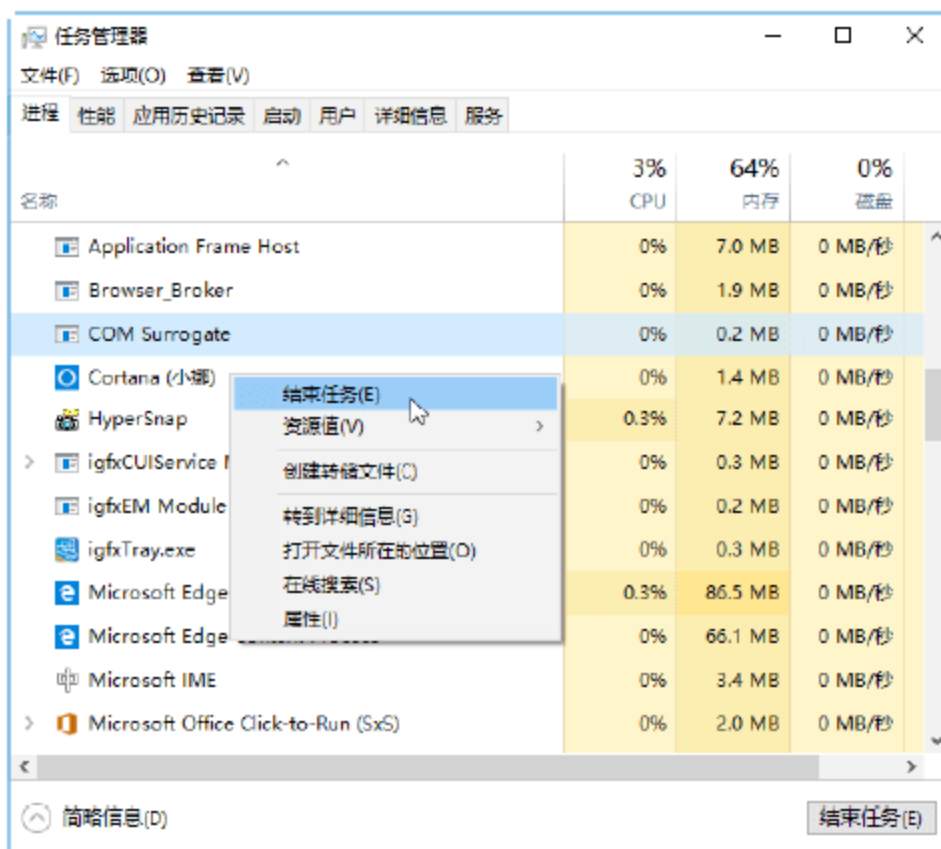 任务管理器
文件(F) 选项(O) 查看(V)
进程 性能 应用历史记录 启动 用户 详细信息 服务
3% 64% 0%
名称 CPU 内存 磁盘
Application Frame Host 0% 7.0 MB 0 MB/秒
Browser_Broker 0% 1.9 MB 0 MB/秒
COM Surrogate 0% 0.2 MB 0 MB/秒
Cortana (小娜) 0% 1.4 MB 0 MB/秒
HyperSnap 0.3% 7.2 MB 0 MB/秒
igfxCUIService 0% 0.3 MB 0 MB/秒
igfxEM Module 0% 0.2 MB 0 MB/秒
igfxTray.exe 0% 0.3 MB 0 MB/秒
Microsoft Edge 0.3% 86.5 MB 0 MB/秒
Microsoft Edge 0% 66.1 MB 0 MB/秒
Microsoft IME 0% 3.4 MB 0 MB/秒
Microsoft Office Click-to-Run (SxS) 0% 2.0 MB 0 MB/秒
结束任务(E)
资源值(V)
创建转储文件(C)
转到详细信息(G)
打开文件所在的位置(O)
在线搜索(S)
属性(I)
简略信息(D) 结束任务(E)